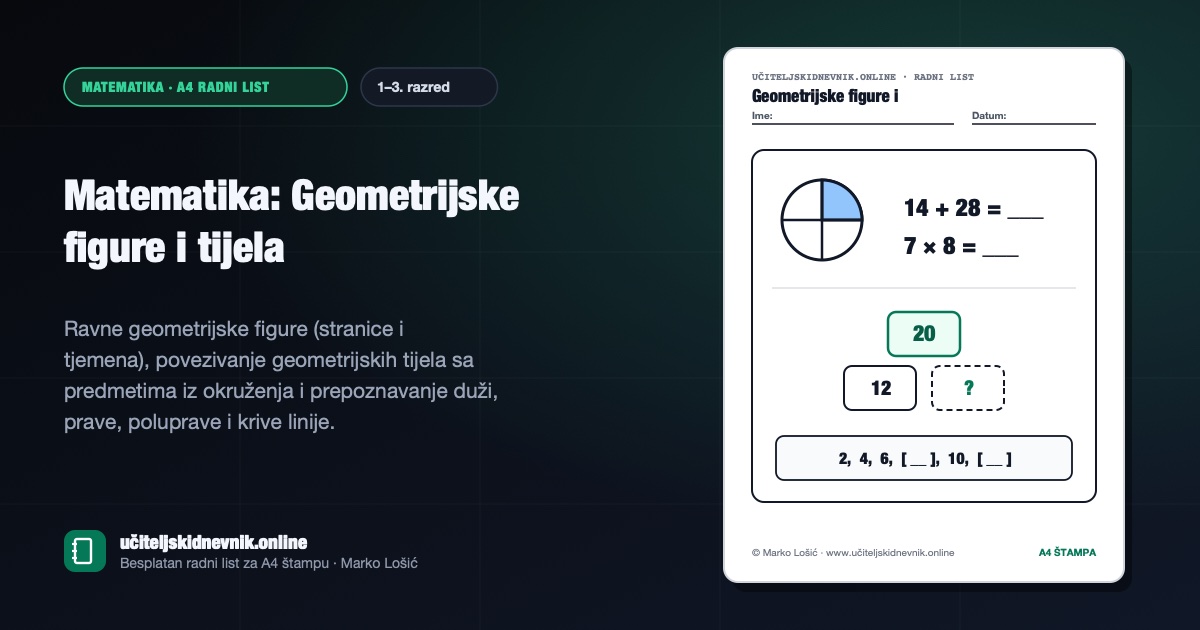 MATEMATIKA · A4 RADNI LIST
1–3. razred
Matematika: Geometrijske
figure i tijela
Ravne geometrijske figure (stranice i
tjemena), povezivanje geometrijskih tijela sa
predmetima iz okruženja i prepoznavanje duži,
prave, poluprave i krive linije.
učiteljskidnevnik.online
Besplatan radni list za A4 štampu · Marko Lošić
UČITELJSKIDNEVNIK.ONLINE · RADNI LIST
Geometrijske figure i
Ime:
Datum:
14 + 28 = ___
7 × 8 = ___
20
12
?
2, 4, 6, [ __ ], 10, [ __ ]
© Marko Lošić · www.učiteljskidnevnik.online
A4 ŠTAMPA